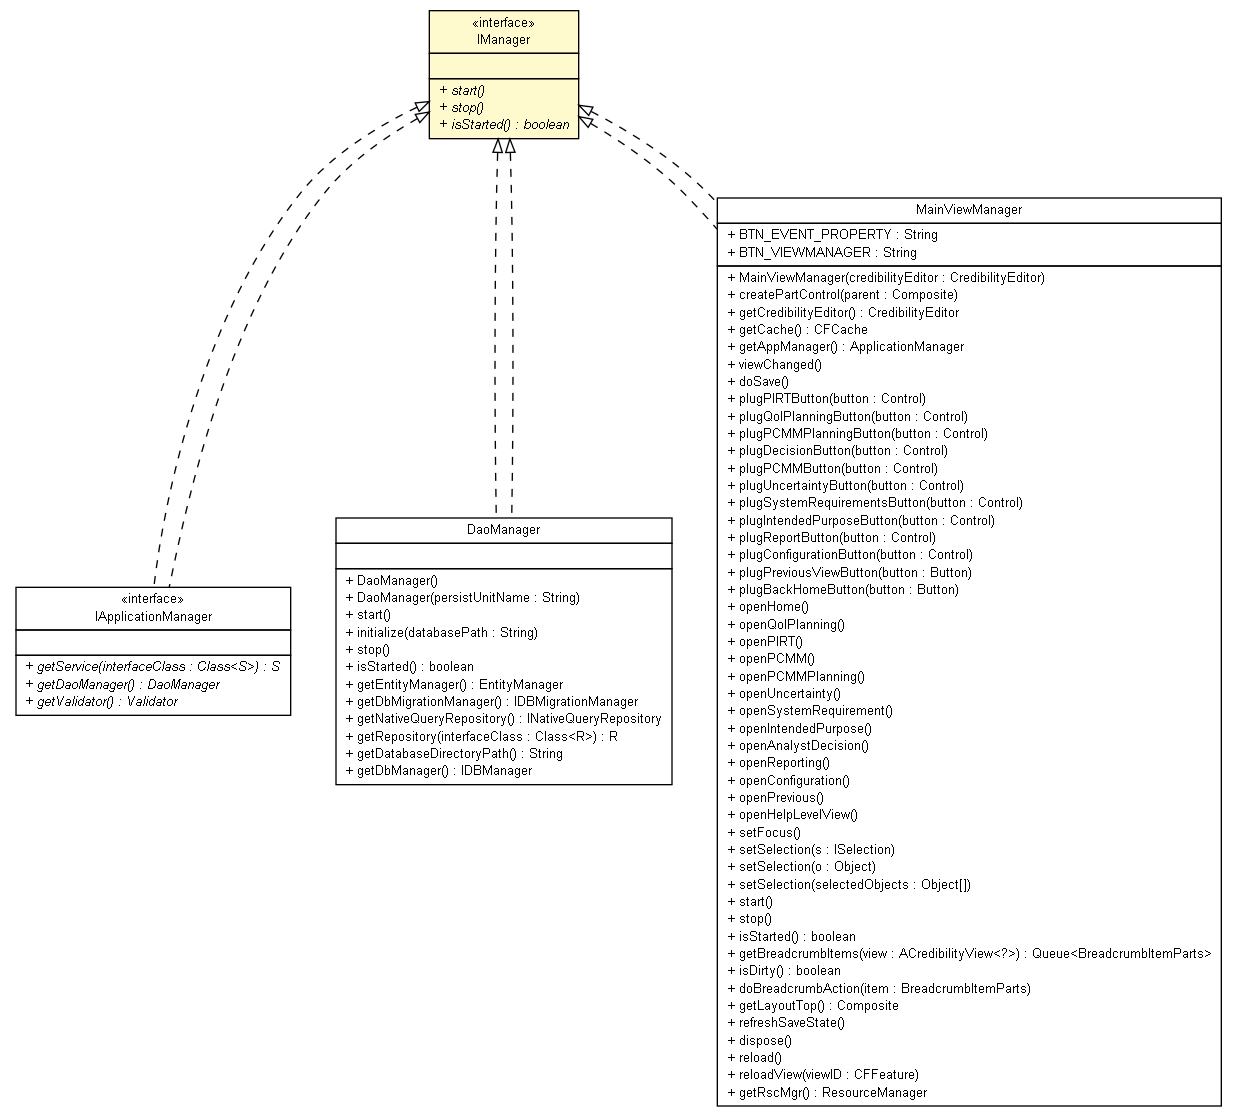 «interface»
IManager
+ start()
+ stop()
+ isStarted() : boolean
«interface»
IApplicationManager
+ getService(interfaceClass : Class<S>) : S
+ getDaoManager() : DaoManager
+ getValidator() : Validator
DaoManager
+ DaoManager()
+ DaoManager(persistUnitName : String)
+ start()
+ initialize(databasePath : String)
+ stop()
+ isStarted() : boolean
+ getEntityManager() : EntityManager
+ getDbMigrationManager() : IDBMigrationManager
+ getNativeQueryRepository() : INativeQueryRepository
+ getRepository(interfaceClass : Class<R>) : R
+ getDatabaseDirectoryPath() : String
+ getDbManager() : IDBManager
MainViewManager
+ BTN_EVENT_PROPERTY : String
+ BTN_VIEWMANAGER : String
+ MainViewManager(credibilityEditor : CredibilityEditor)
+ createPartControl(parent : Composite)
+ getCredibilityEditor() : CredibilityEditor
+ getCache() : CFCache
+ getAppManager() : ApplicationManager
+ viewChanged()
+ doSave()
+ plugPIRTButton(button : Control)
+ plugQoIPlanningButton(button : Control)
+ plugPCMMPlanningButton(button : Control)
+ plugDecisionButton(button : Control)
+ plugPCMMButton(button : Control)
+ plugUncertaintyButton(button : Control)
+ plugSystemRequirementsButton(button : Control)
+ plugIntendedPurposeButton(button : Control)
+ plugReportButton(button : Control)
+ plugConfigurationButton(button : Control)
+ plugPreviousViewButton(button : Button)
+ plugBackHomeButton(button : Button)
+ openHome()
+ openQoIPlanning()
+ openPIRT()
+ openPCMM()
+ openPCMMPlanning()
+ openUncertainty()
+ openSystemRequirement()
+ openIntendedPurpose()
+ openAnalystDecision()
+ openReporting()
+ openConfiguration()
+ openPrevious()
+ openHelpLevelView()
+ setFocus()
+ setSelection(s : ISelection)
+ setSelection(o : Object)
+ setSelection(selectedObjects : Object[])
+ start()
+ stop()
+ isStarted() : boolean
+ getBreadcrumbItems(view : ACredibilityView<?>) : Queue<BreadcrumbItemParts>
+ isDirty() : boolean
+ doBreadcrumbAction(item : BreadcrumbItemParts)
+ getLayoutTop() : Composite
+ refreshSaveState()
+ dispose()
+ reload()
+ reloadView(viewID : CFFeature)
+ getRscMgr() : ResourceManager